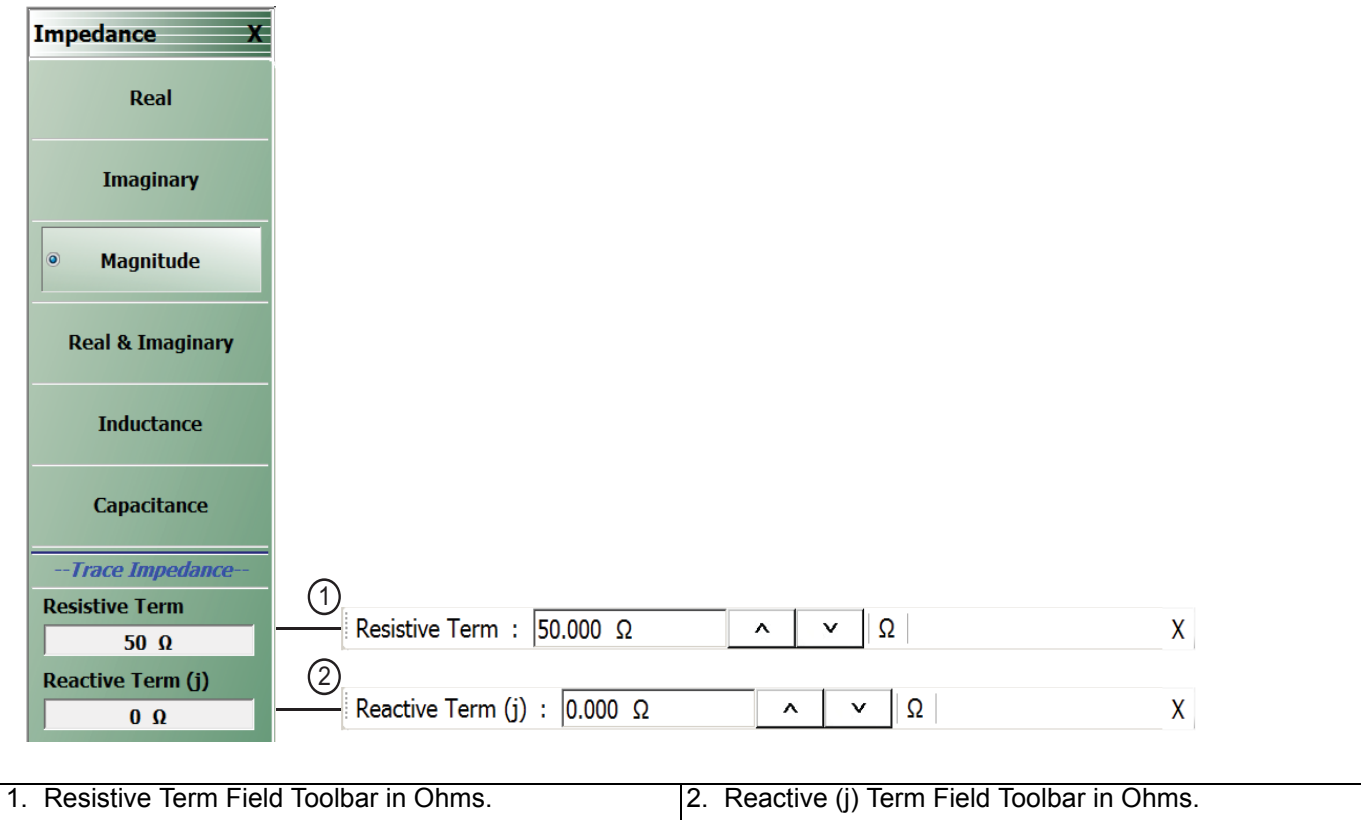 Impedance X
Real
Imaginary
Magnitude
Real & Imaginary
Inductance
Capacitance
--Trace Impedance--
Resistive Term
50 Ω
Reactive Term (j)
0 Ω
1
Resistive Term : 50.000 Ω ^ v Ω X
2
Reactive Term (j) : 0.000 Ω ^ v Ω X
1. Resistive Term Field Toolbar in Ohms.
2. Reactive (j) Term Field Toolbar in Ohms.